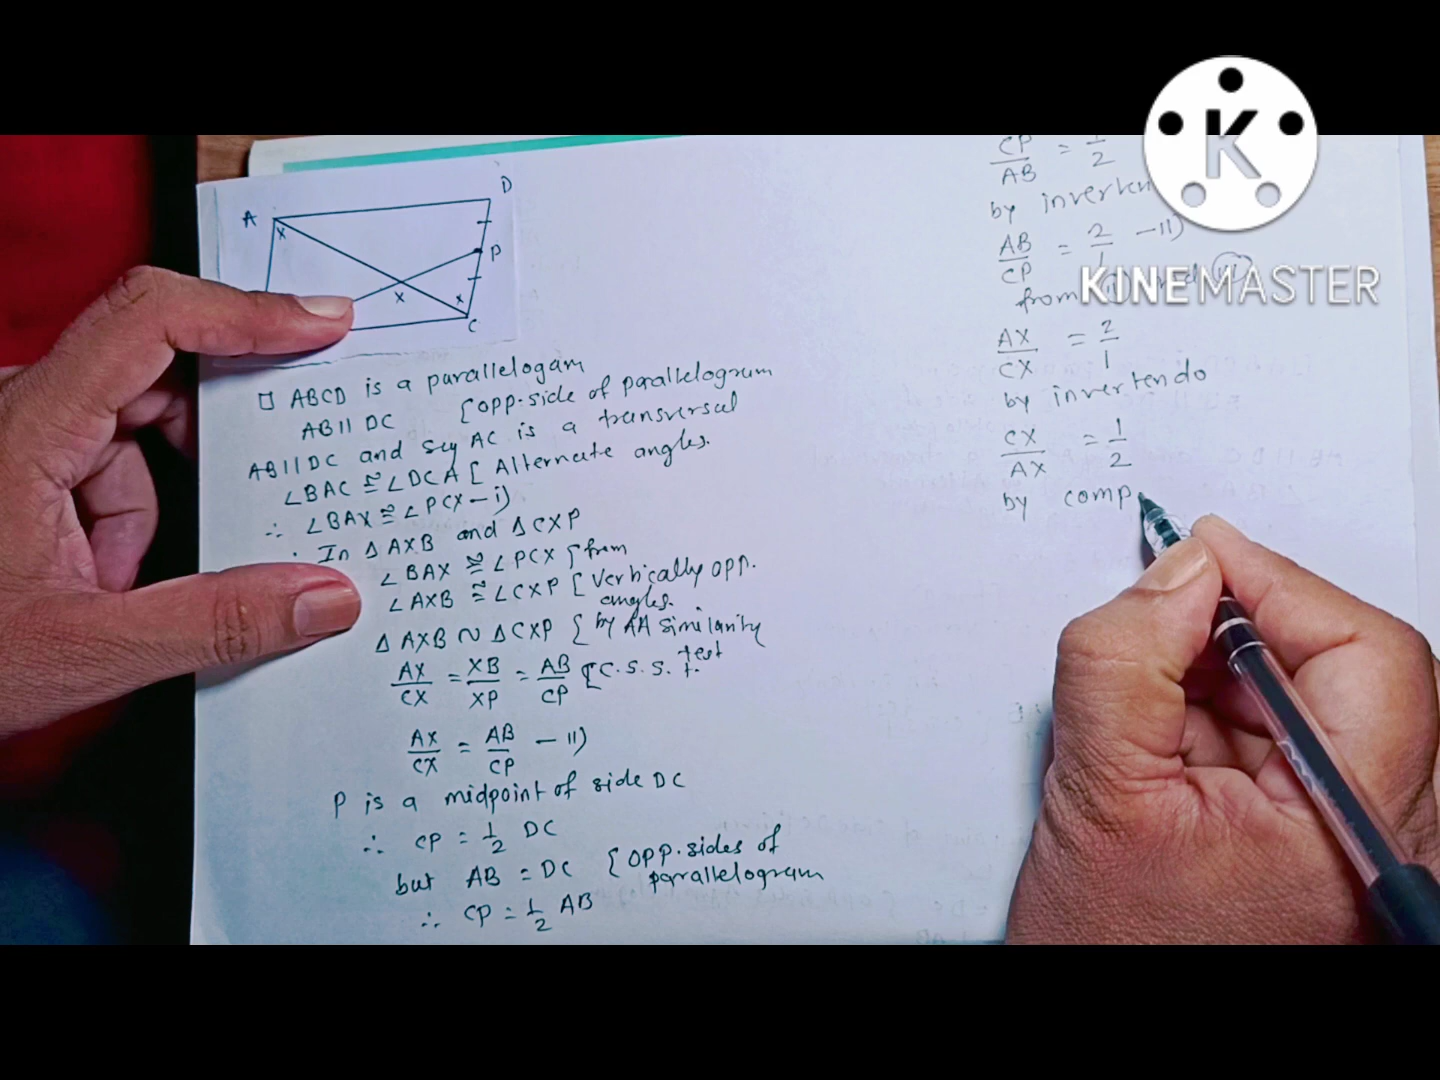 A
D
P
x
x
x
C
□ ABCD is a parallelogam
AB || DC [opp. side of parallelogram
AB || DC and seg AC is a transversal
∠BAC ≅ ∠DCA [Alternate angles.
∴ ∠BAX ≅ ∠PCX — i)
In Δ AXB and Δ CXP
∠BAX ≅ ∠PCX [from
∠AXB ≅ ∠CXP [vertically opp.
angles.
Δ AXB ~ Δ CXP [by AA similarity
test
AX/CX = XB/XP = AB/CP [C. S. S. t.
AX/CX = AB/CP — II)
P is a midpoint of side DC
∴ CP = 1/2 DC
but AB = DC [opp. sides of
parallelogram
∴ CP = 1/2 AB
CP/AB = 1/2
by
AB/CP = 2/1 — II)
from
AX/CX = 2/1
by invertendo
CX/AX = 1/2
by comp
K
KINEMASTER